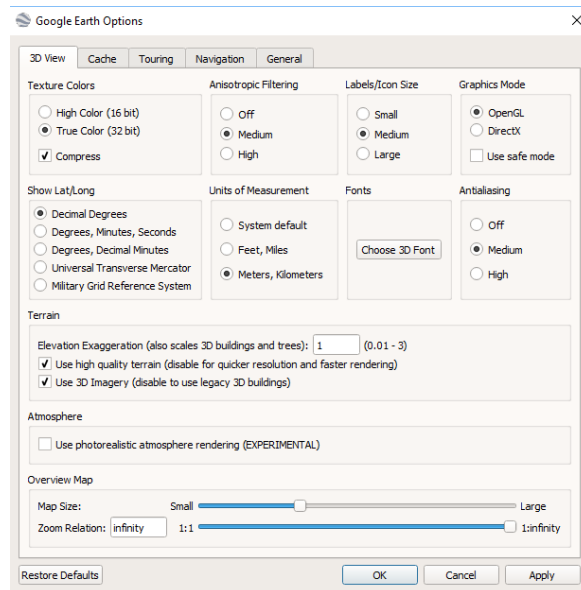 Google Earth Options
3D View Cache Touring Navigation General
Texture Colors
High Color (16 bit)
True Color (32 bit)
Compress
Anisotropic Filtering
Off
Medium
High
Labels/Icon Size
Small
Medium
Large
Graphics Mode
OpenGL
DirectX
Use safe mode
Show Lat/Long
Decimal Degrees
Degrees, Minutes, Seconds
Degrees, Decimal Minutes
Universal Transverse Mercator
Military Grid Reference System
Units of Measurement
System default
Feet, Miles
Meters, Kilometers
Fonts
Choose 3D Font
Antialiasing
Off
Medium
High
Terrain
Elevation Exaggeration (also scales 3D buildings and trees): 1 (0.01 - 3)
Use high quality terrain (disable for quicker resolution and faster rendering)
Use 3D Imagery (disable to use legacy 3D buildings)
Atmosphere
Use photorealistic atmosphere rendering (EXPERIMENTAL)
Overview Map
Map Size: Small Large
Zoom Relation: infinity 1:1 1:infinity
Restore Defaults OK Cancel Apply